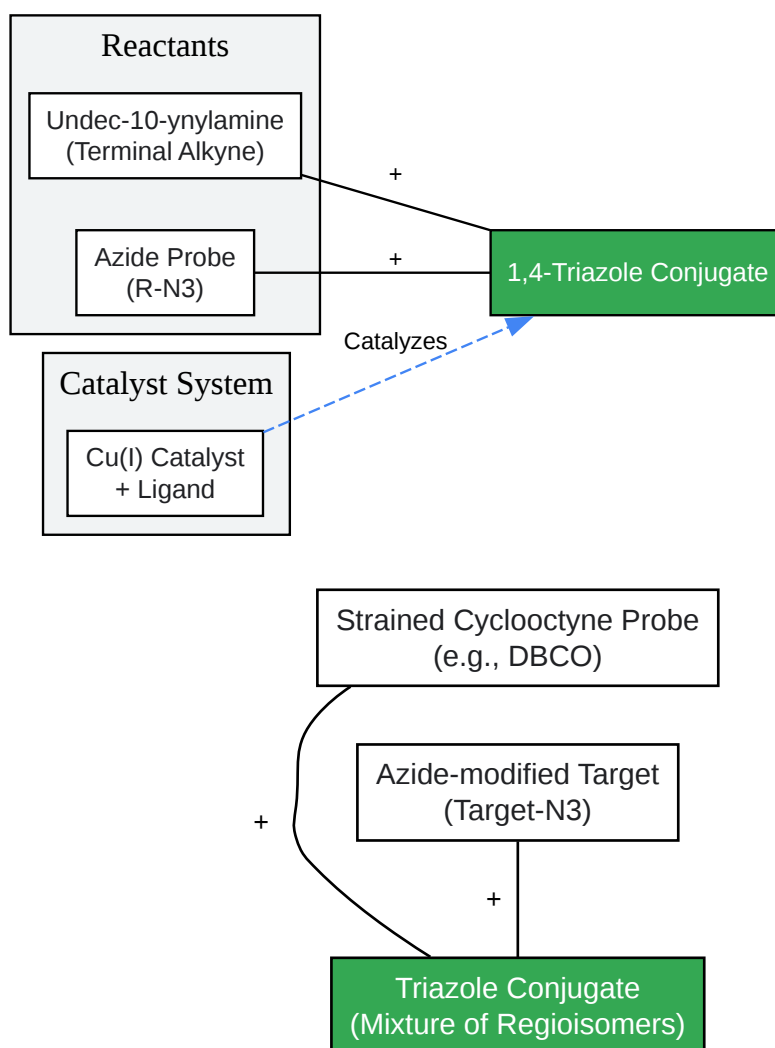 Reactants
Undec-10-ynylamine
(Terminal Alkyne)
+
Azide Probe
(R-N3)
+
1,4-Triazole Conjugate
Catalyzes
Catalyst System
Cu(I) Catalyst
+ Ligand
Strained Cyclooctyne Probe
(e.g., DBCO)
Azide-modified Target
(Target-N3)
+
+
Triazole Conjugate
(Mixture of Regioisomers)